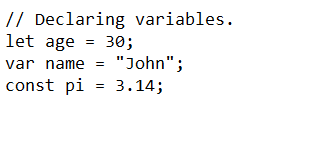 // Declaring variables.
let age = 30;
var name = "John";
const pi = 3.14;